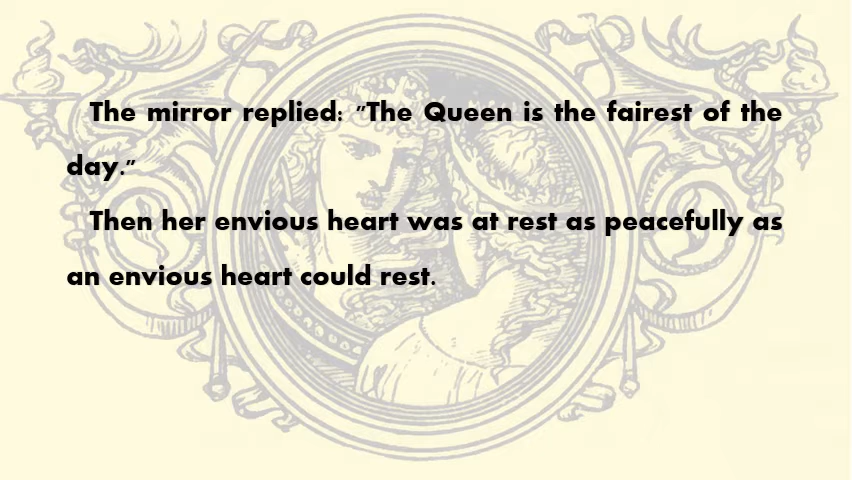 The mirror replied: "The Queen is the fairest of the
day."
Then her envious heart was at rest as peacefully as
an envious heart could rest.